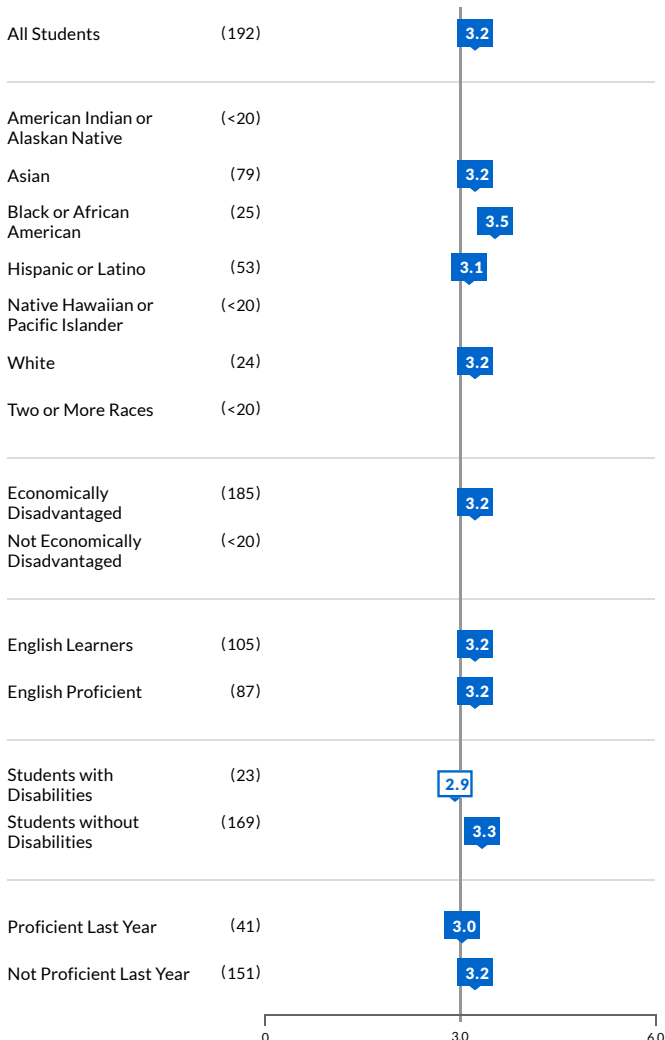 All Students (192) 3.2
American Indian or (<20)
Alaskan Native
Asian (79) 3.2
Black or African (25) 3.5
American
Hispanic or Latino (53) 3.1
Native Hawaiian or (<20)
Pacific Islander
White (24) 3.2
Two or More Races (<20)
Economically (185) 3.2
Disadvantaged
Not Economically (<20)
Disadvantaged
English Learners (105) 3.2
English Proficient (87) 3.2
Students with (23) 2.9
Disabilities
Students without (169) 3.3
Disabilities
Proficient Last Year (41) 3.0
Not Proficient Last Year (151) 3.2
0 3.0 6.0